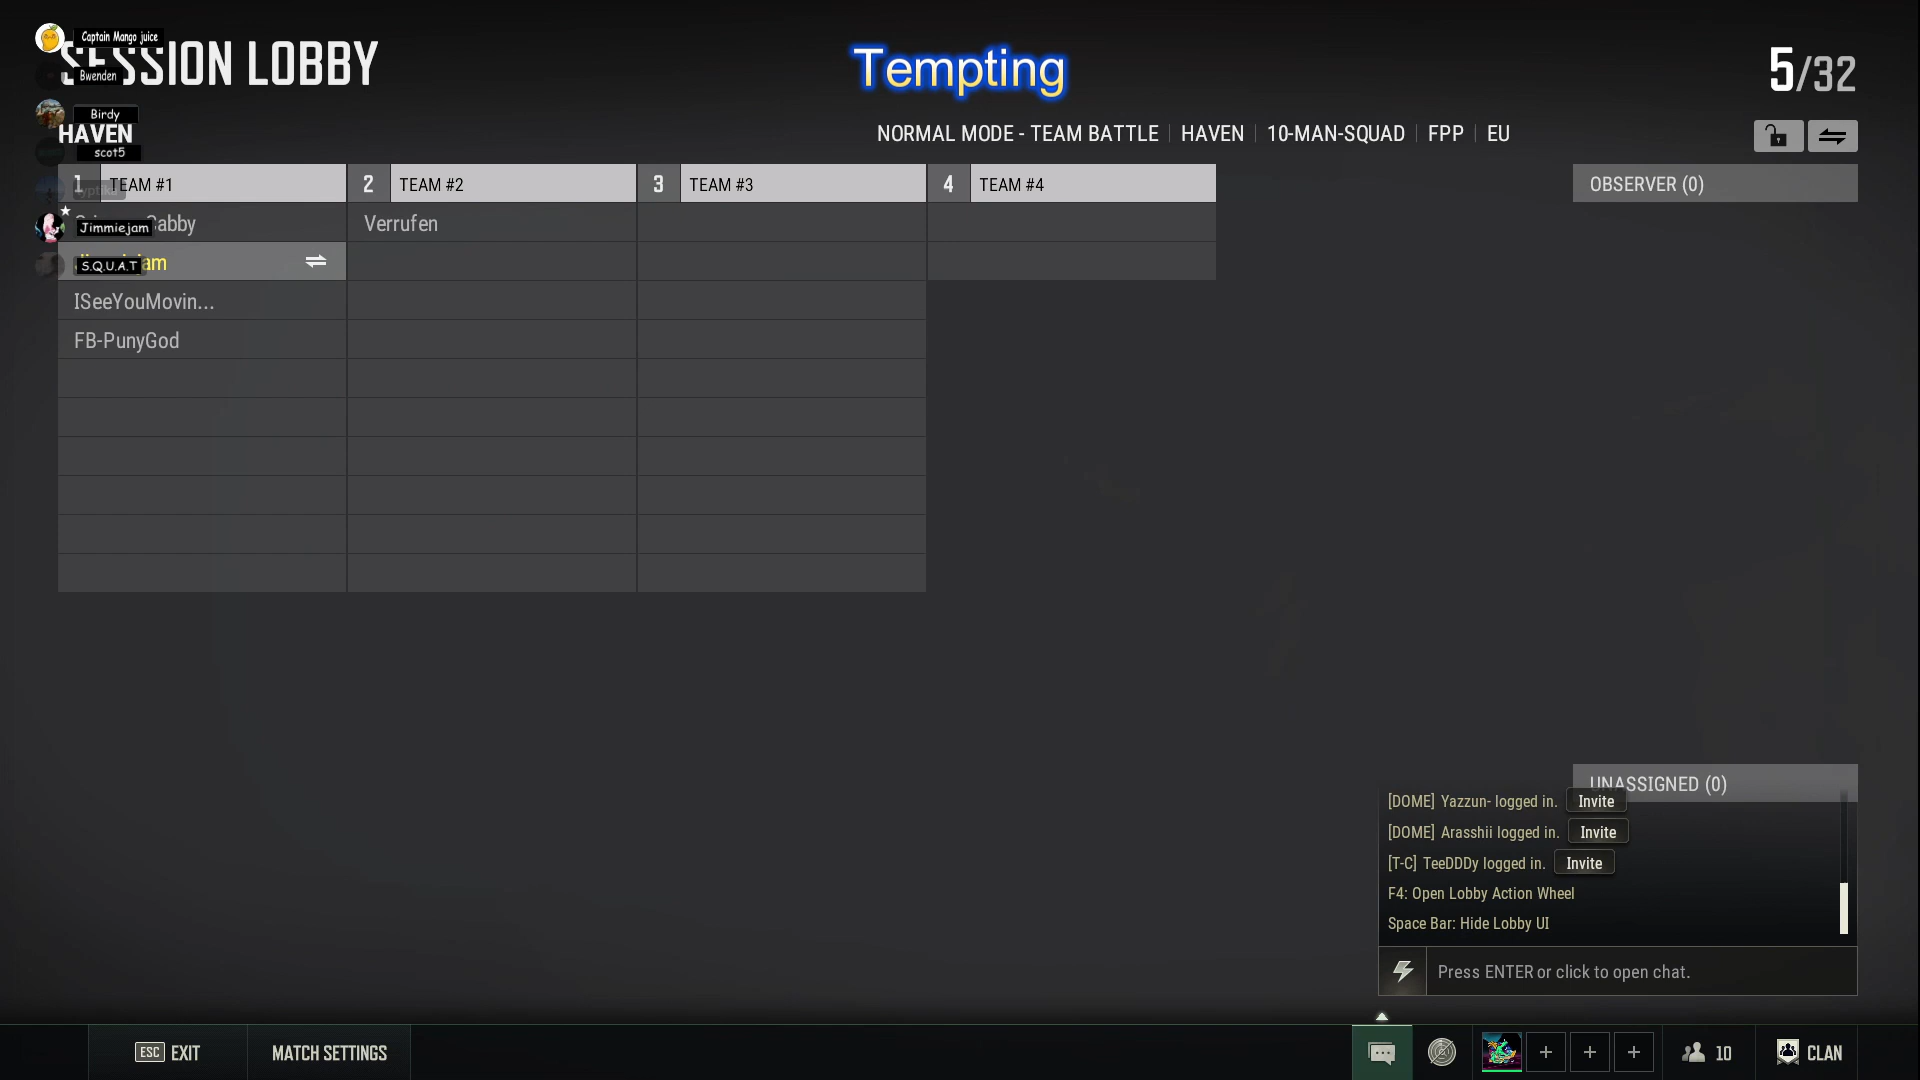 Captain Mango juice
SESSION LOBBY
Tempting
5/32
Bwenden
Birdy
HAVEN
NORMAL MODE - TEAM BATTLE HAVEN 10-MAN-SQUAD FPP EU
scot5
1 TEAM #1 2 TEAM #2 3 TEAM #3 4 TEAM #4 OBSERVER (0)
Jimmiejam Verrufen
S.Q.U.A.T
ISeeYouMovin...
FB-PunyGod
UNASSIGNED (0)
[DOME] Yazzun- logged in. Invite
[DOME] Arasshii logged in. Invite
[T-C] TeeDDDy logged in. Invite
F4: Open Lobby Action Wheel
Space Bar: Hide Lobby UI
Press ENTER or click to open chat.
ESC EXIT MATCH SETTINGS + + + 10 CLAN